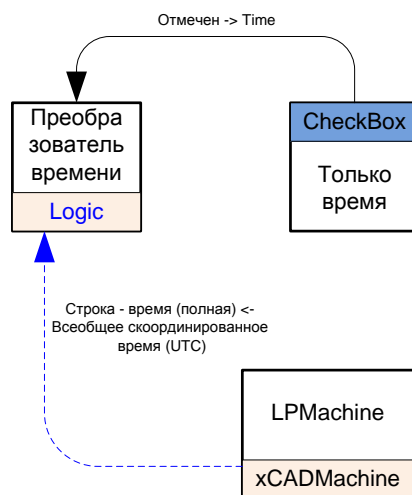 Отмечен -> Time
Преобра
зователь
времени
Logic
CheckBox
Только
время
Строка - время (полная) <-
Всеобщее скоординированное
время (UTC)
LPMachine
xCADMachine